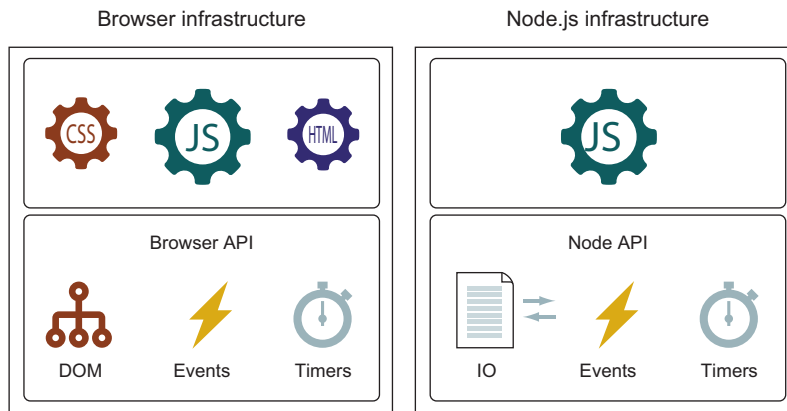 Browser infrastructure
Node.js infrastructure
CSS
JS
HTML
JS
Browser API
Node API
DOM
Events
Timers
IO
Events
Timers